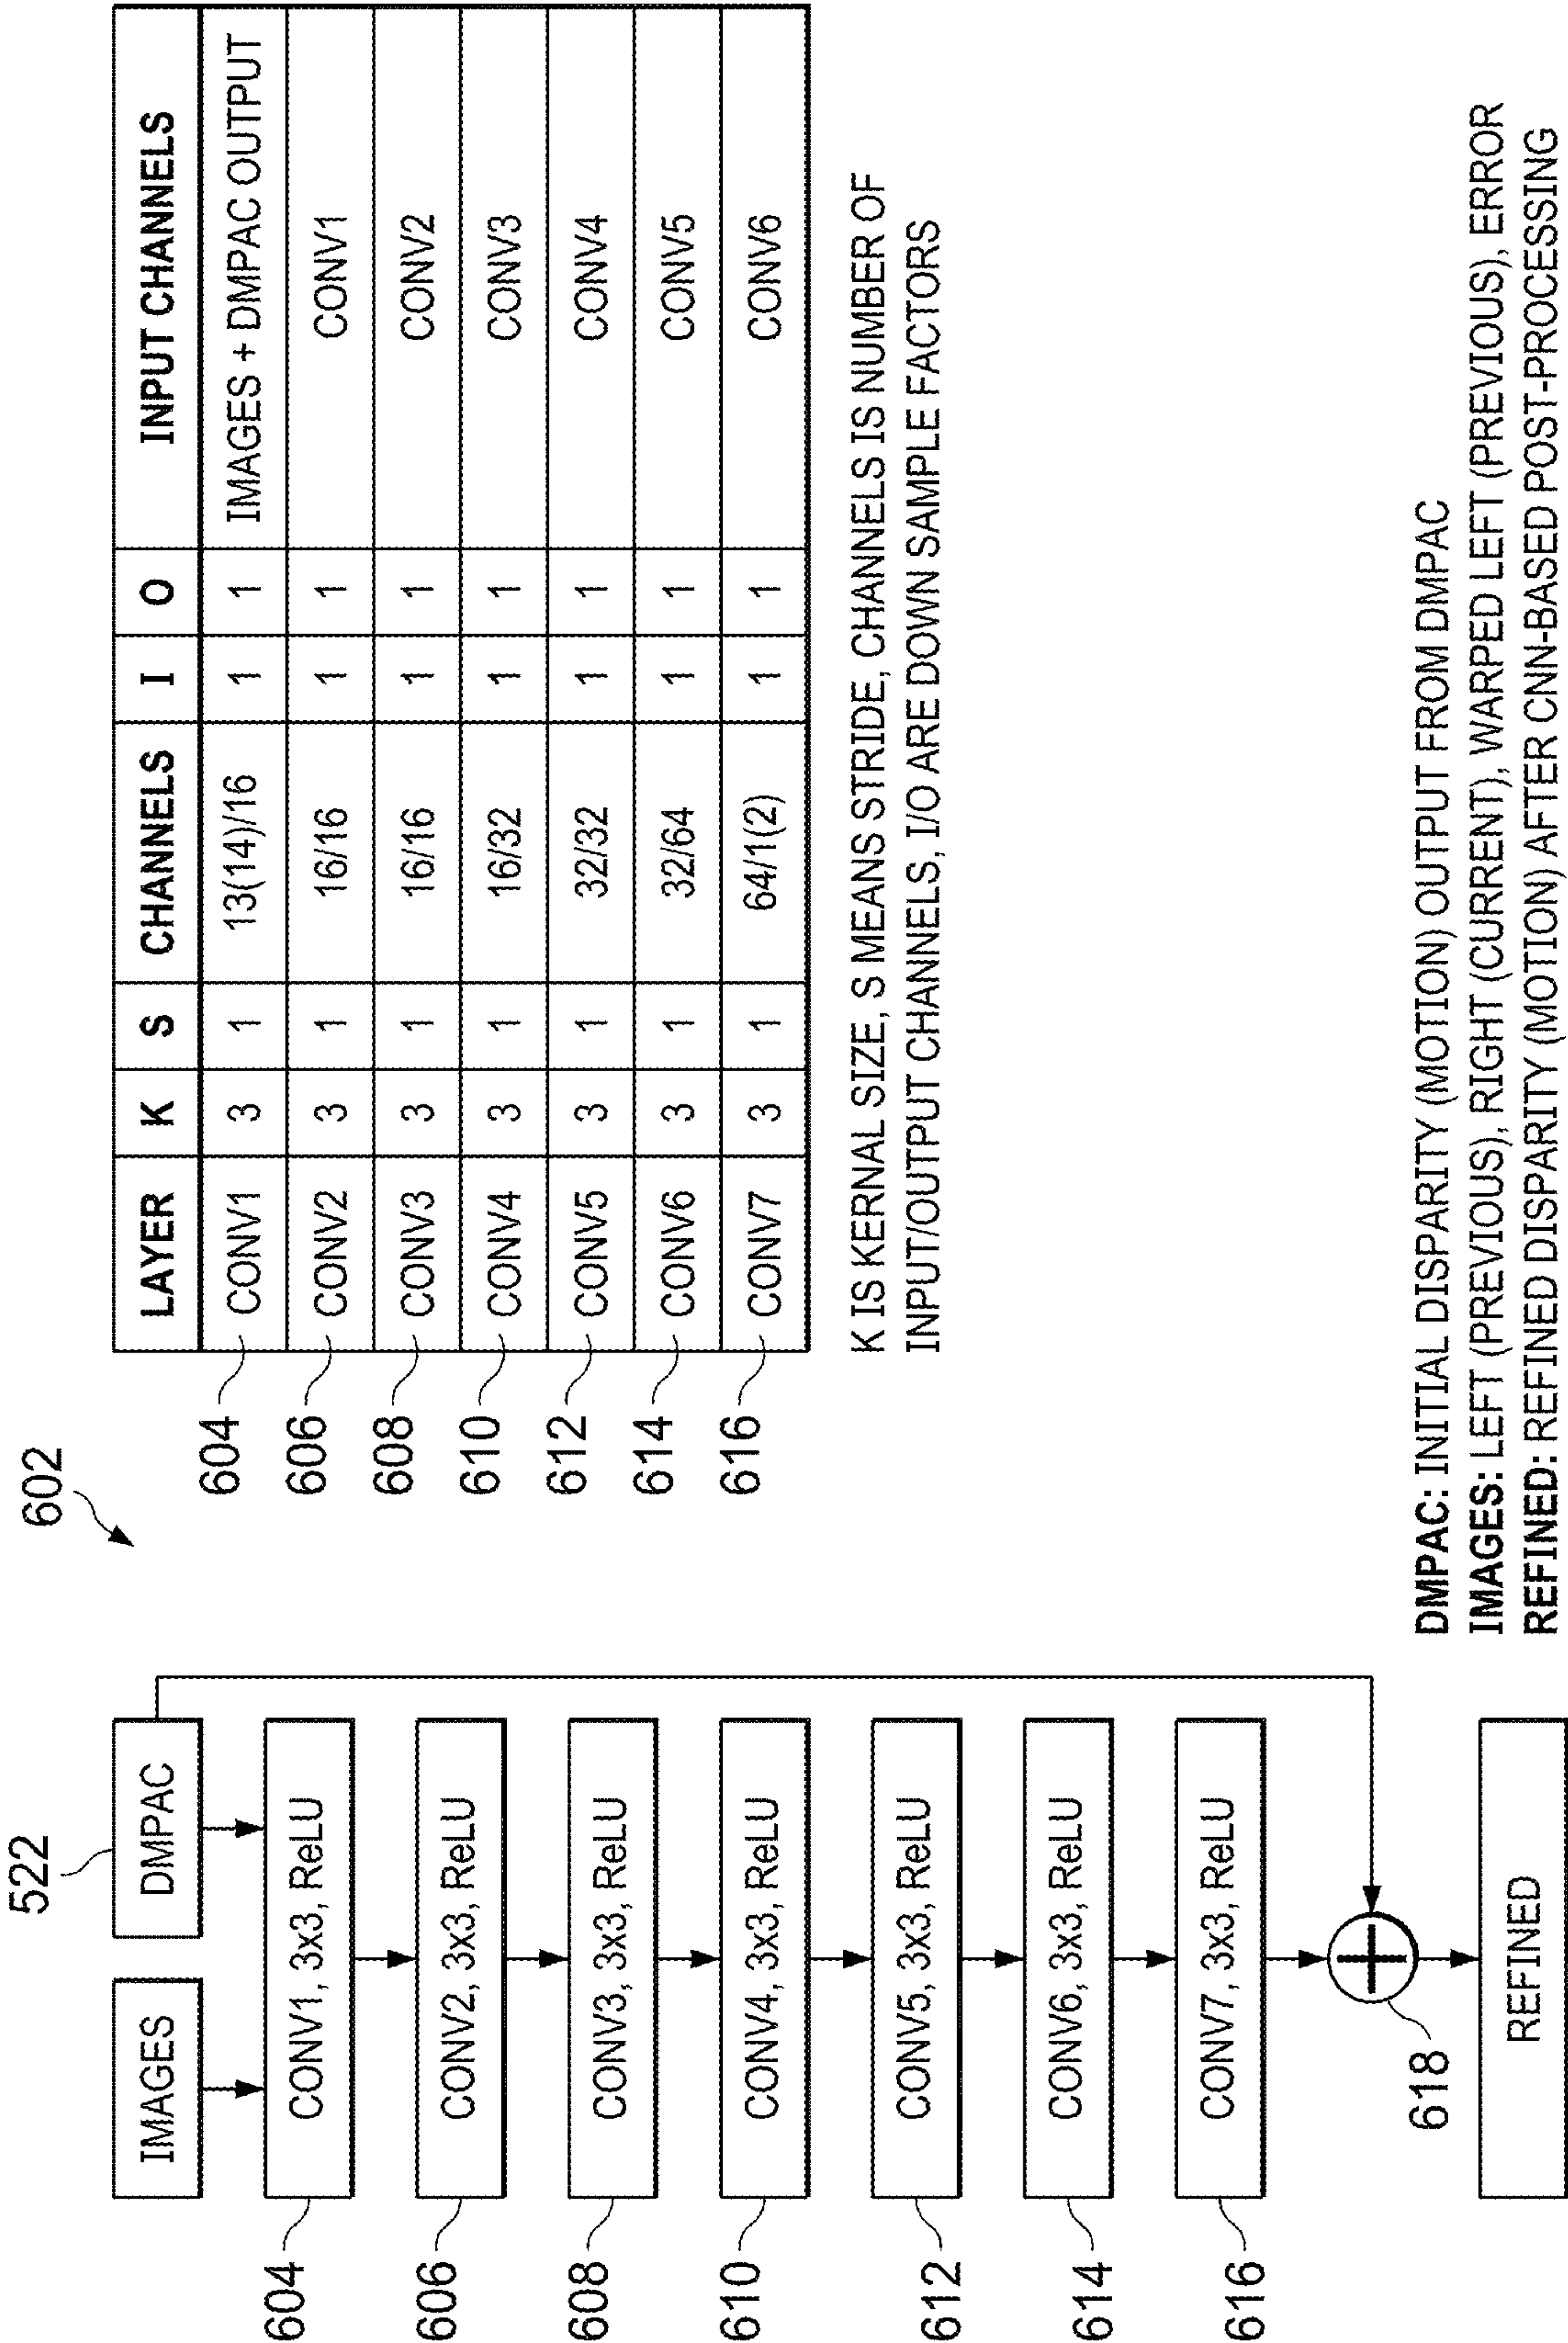 522
IMAGES
DMPAC
604
CONV1, 3x3, ReLU
606
CONV2, 3x3, ReLU
608
CONV3, 3x3, ReLU
610
CONV4, 3x3, ReLU
612
CONV5, 3x3, ReLU
614
CONV6, 3x3, ReLU
616
CONV7, 3x3, ReLU
618
REFINED
602
LAYER K S CHANNELS I O INPUT CHANNELS
604 CONV1 3 1 13(14)/16 1 1 IMAGES + DMPAC OUTPUT
606 CONV2 3 1 16/16 1 1 CONV1
608 CONV3 3 1 16/16 1 1 CONV2
610 CONV4 3 1 16/32 1 1 CONV3
612 CONV5 3 1 32/32 1 1 CONV4
614 CONV6 3 1 32/64 1 1 CONV5
616 CONV7 3 1 64/1(2) 1 1 CONV6
K IS KERNAL SIZE, S MEANS STRIDE, CHANNELS IS NUMBER OF
INPUT/OUTPUT CHANNELS, I/O ARE DOWN SAMPLE FACTORS
DMPAC: INITIAL DISPARITY (MOTION) OUTPUT FROM DMPAC
IMAGES: LEFT (PREVIOUS), RIGHT (CURRENT), WARPED LEFT (PREVIOUS), ERROR
REFINED: REFINED DISPARITY (MOTION) AFTER CNN-BASED POST-PROCESSING